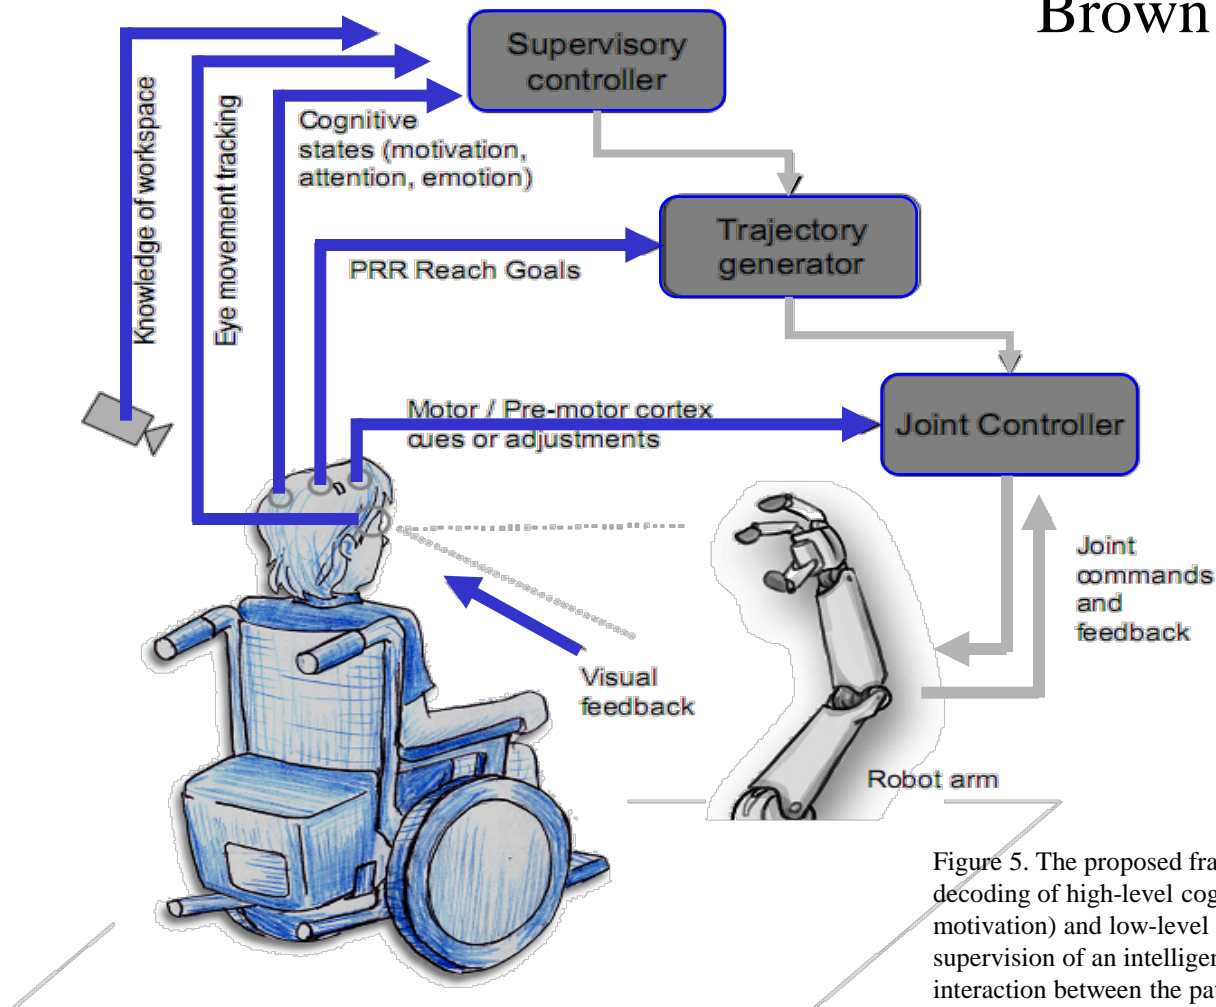 Brown
Supervisory
controller
Knowledge of workspace
Eye movement tracking
Cognitive
states (motivation,
attention, emotion)
Trajectory
generator
PRR Reach Goals
Motor / Pre-motor cortex
cues or adjustments
Joint Controller
Joint
commands
and
feedback
Visual
feedback
Robot arm
Figure 5. The proposed fra
decoding of high-level cog
motivation) and low-level
supervision of an intelliger
interaction between the pat